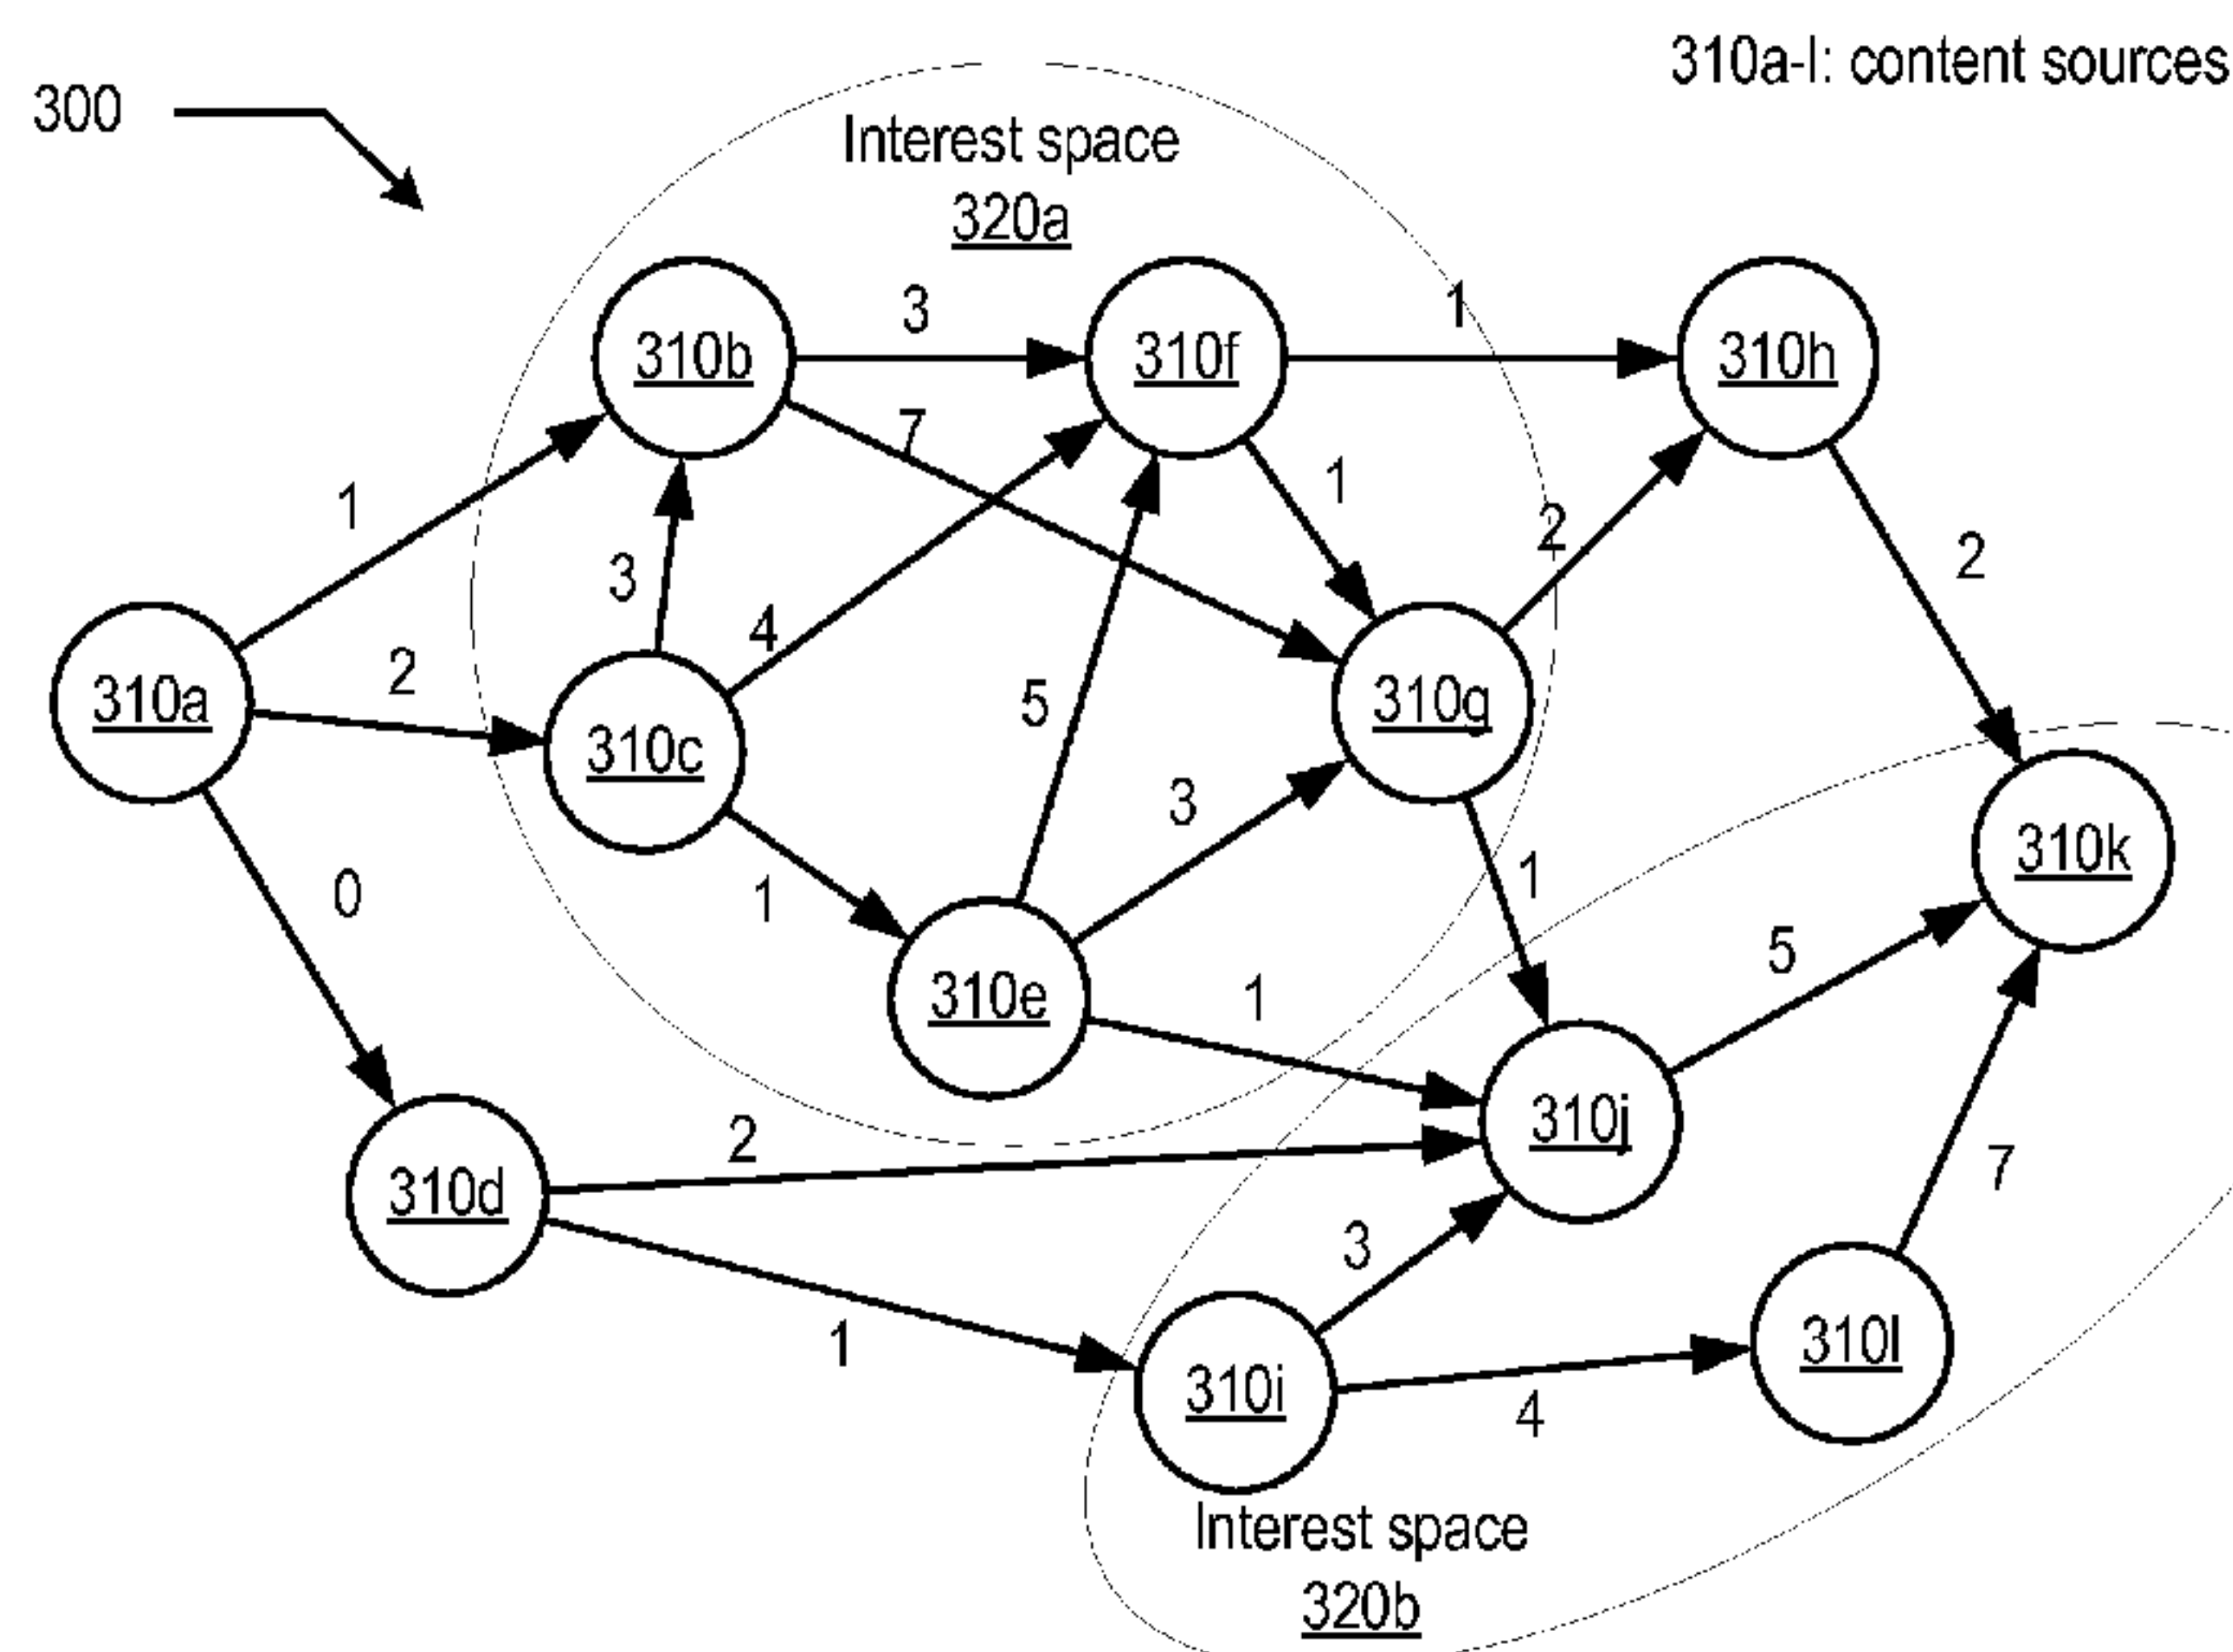 310a-l: content sources
300
Interest space
320a
310b
3
310f
1
310h
7
1
1
2
2
3
4
310a
2
310c
5
310g
3
310k
0
1
1
5
310e
1
310j
2
7
310d
3
1
310i
4
310l
Interest space
320b